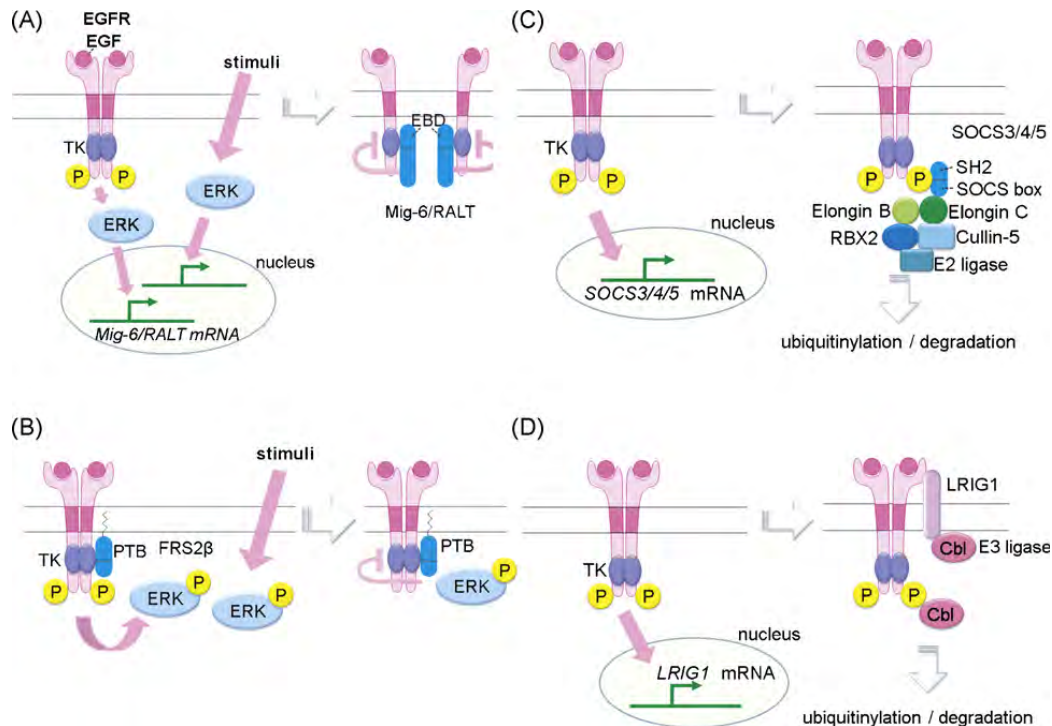 (A)
EGFR
EGF
stimuli
TK
P P
ERK
ERK
nucleus
Mig-6/RALT mRNA
EBD
Mig-6/RALT
(C)
TK
P P
nucleus
SOCS3/4/5 mRNA
SOCS3/4/5
P P
SH2
SOCS box
Elongin B
Elongin C
RBX2
Cullin-5
E2 ligase
ubiquitinylation / degradation
(B)
stimuli
TK
PTB
FRS2β
P P
ERK
P
ERK
P
PTB
ERK
P
(D)
TK
P P
nucleus
LRIG1 mRNA
LRIG1
Cbl
E3 ligase
P P
Cbl
ubiquitinylation / degradation